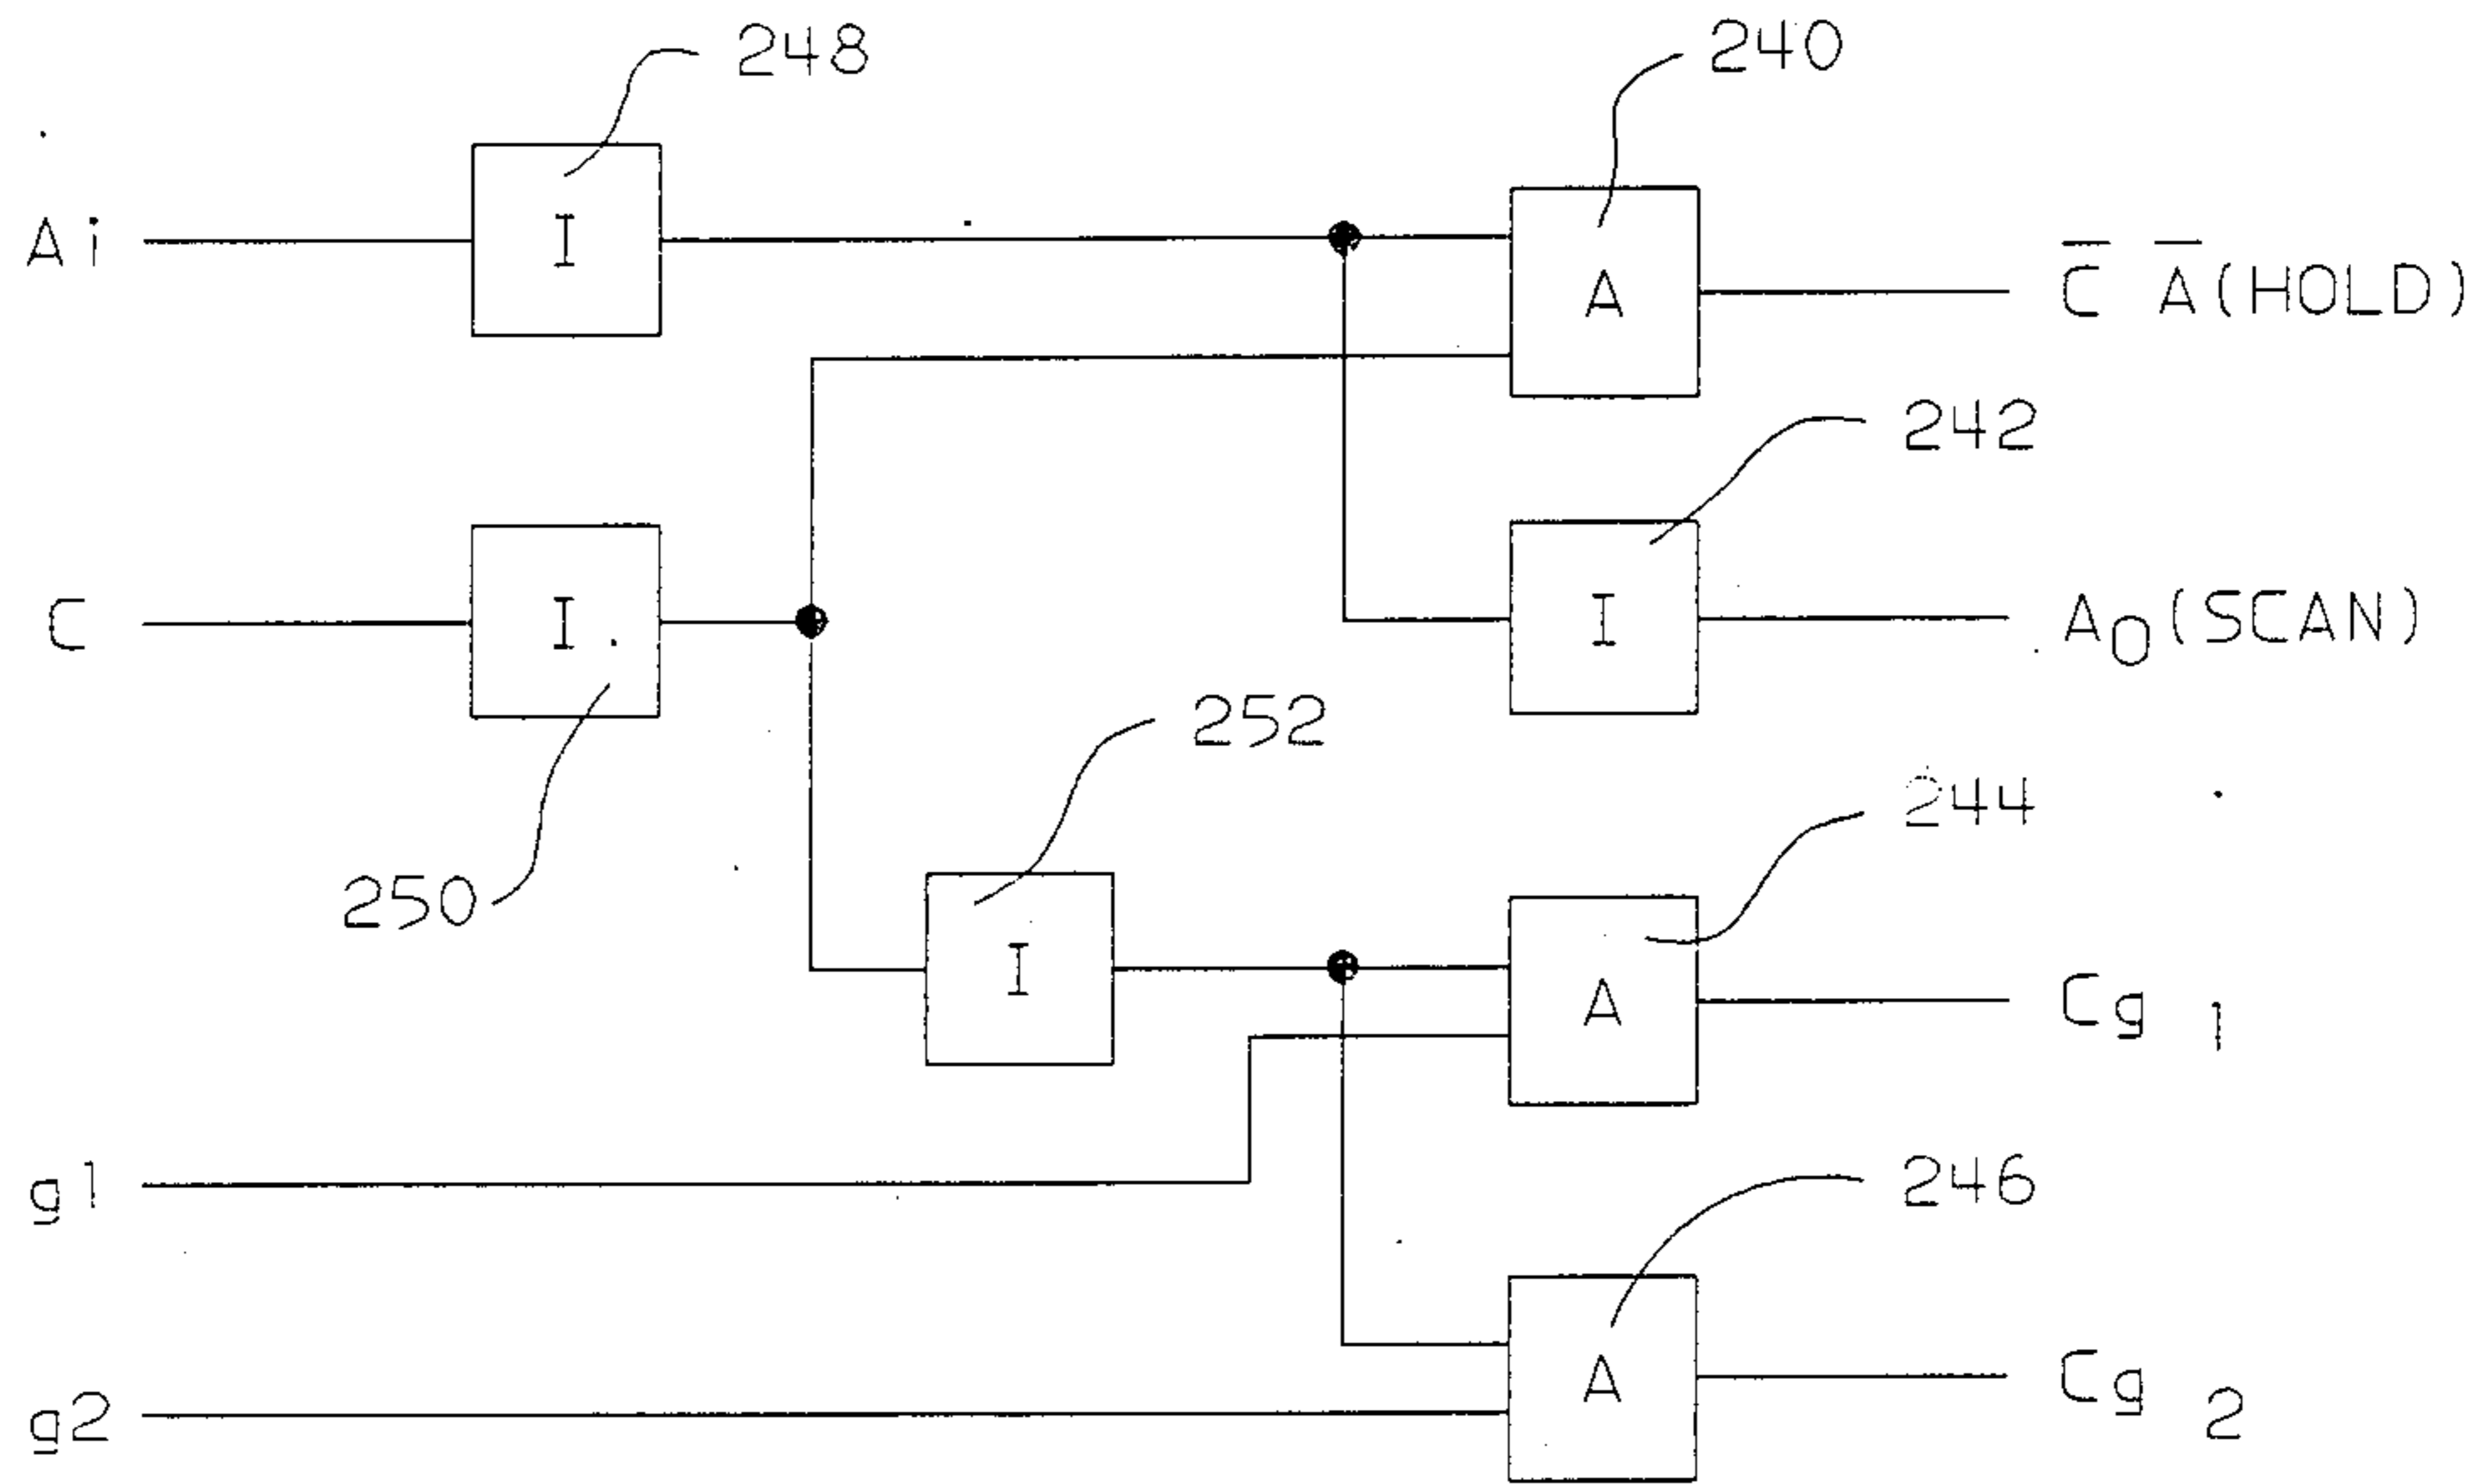 248
240
Ai
I
A
C̅ A̅(HOLD)
242
C
I
I
A0(SCAN)
252
244
250
I
A
Cg 1
g1
246
A
Cg 2
g2